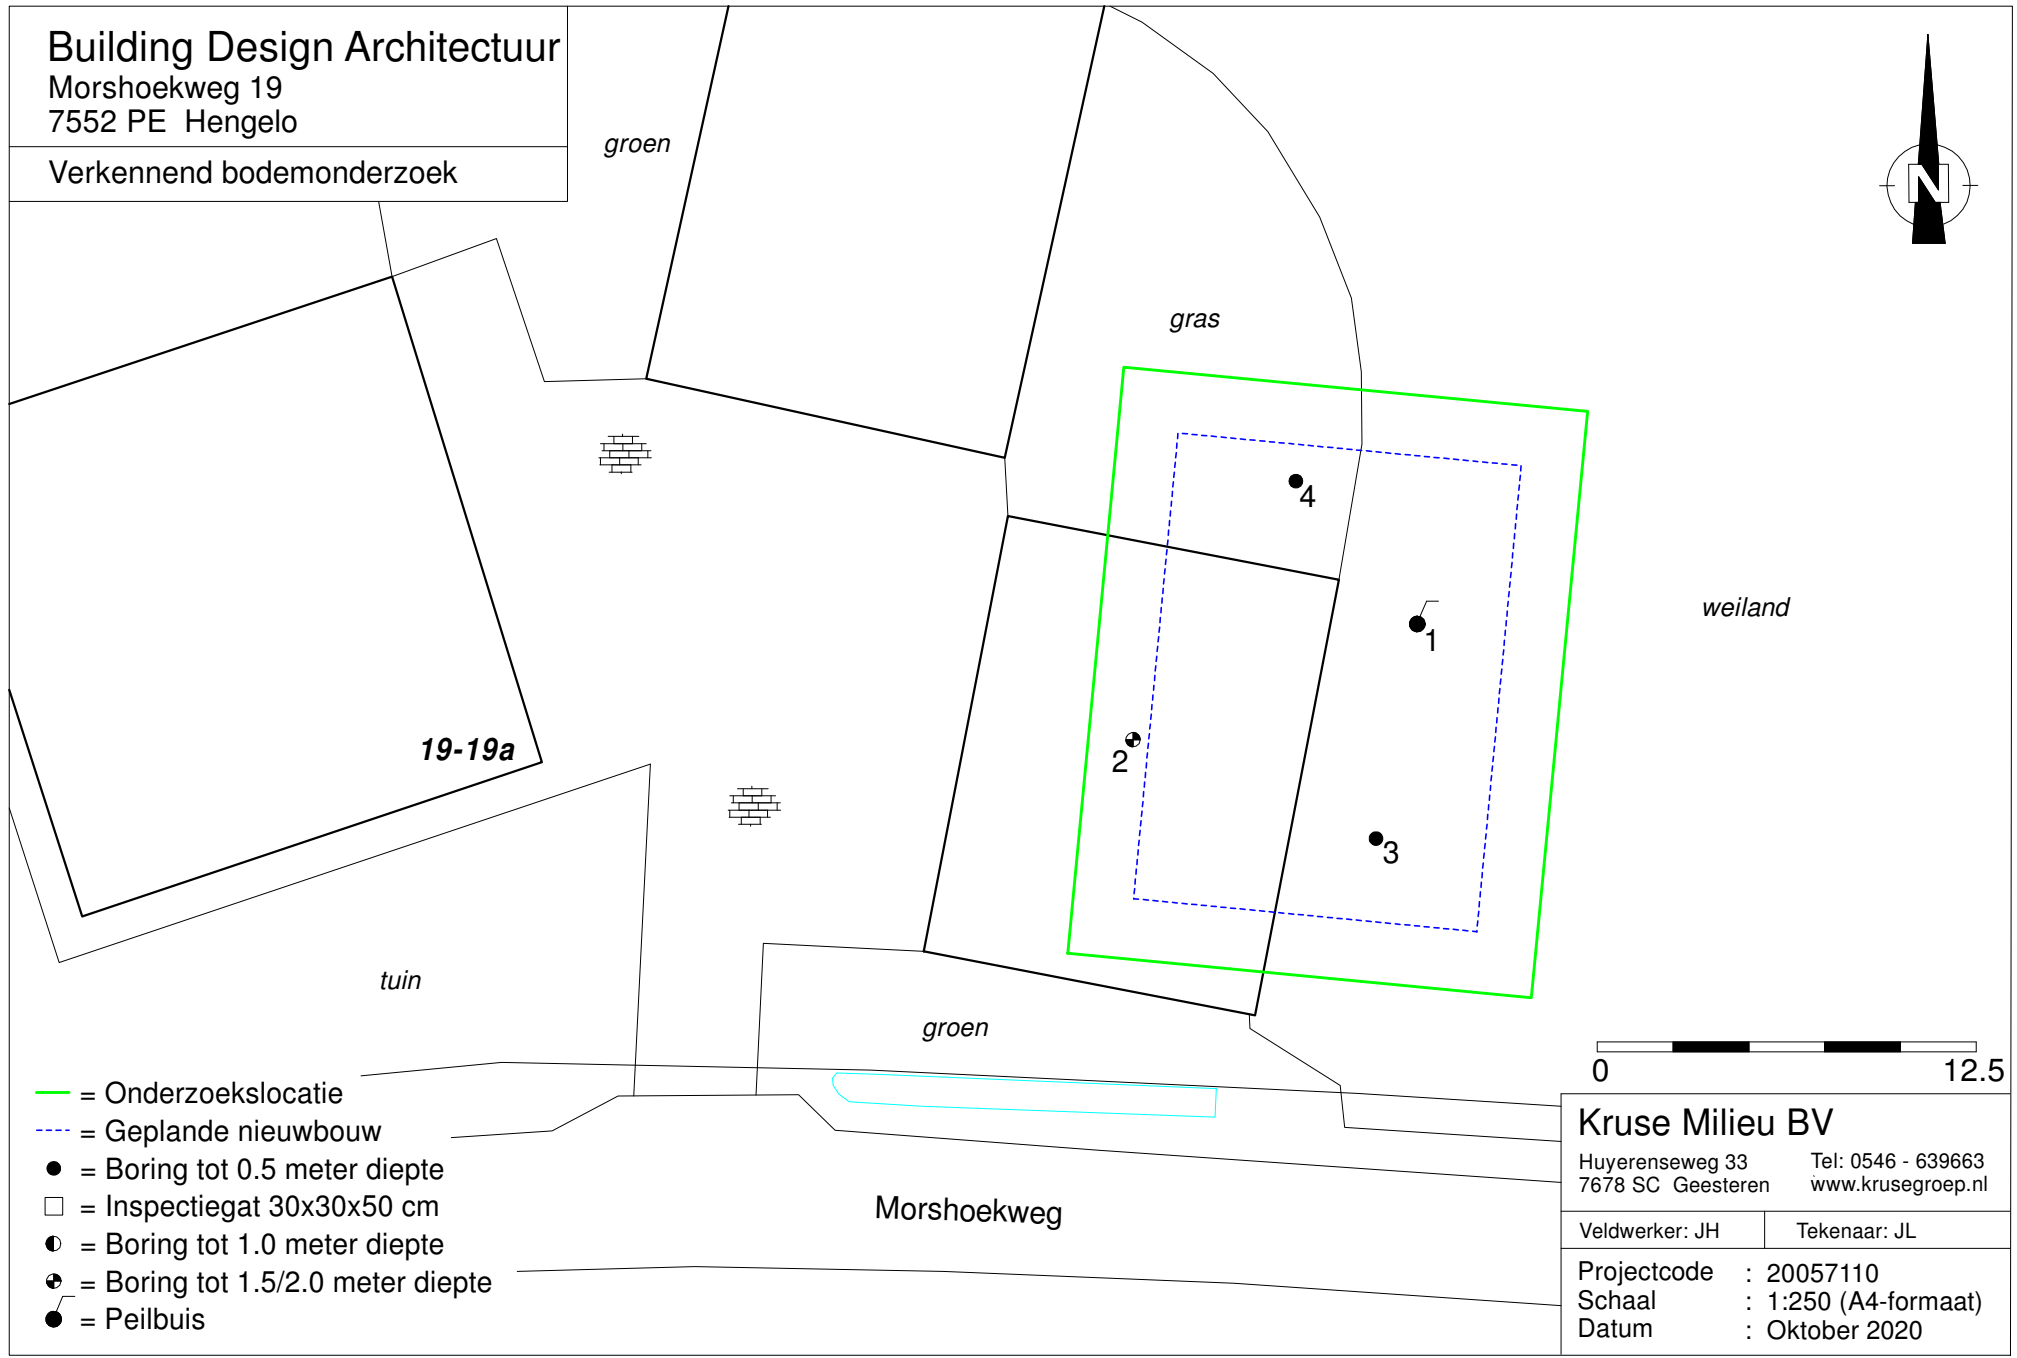 Building Design Architectuur
Morshoekweg 19
7552 PE Hengelo
Verkennend bodemonderzoek
groen
N
gras
4
weiland
1
19-19a
2
3
tuin
groen
0 12.5
= Onderzoekslocatie
= Geplande nieuwbouw
= Boring tot 0.5 meter diepte
= Inspectiegat 30x30x50 cm
= Boring tot 1.0 meter diepte
= Boring tot 1.5/2.0 meter diepte
= Peilbuis
Morshoekweg
Kruse Milieu BV
Huyerenseweg 33 Tel: 0546 - 639663
7678 SC Geesteren www.krusegroep.nl
Veldwerker: JH Tekenaar: JL
Projectcode : 20057110
Schaal : 1:250 (A4-formaat)
Datum : Oktober 2020